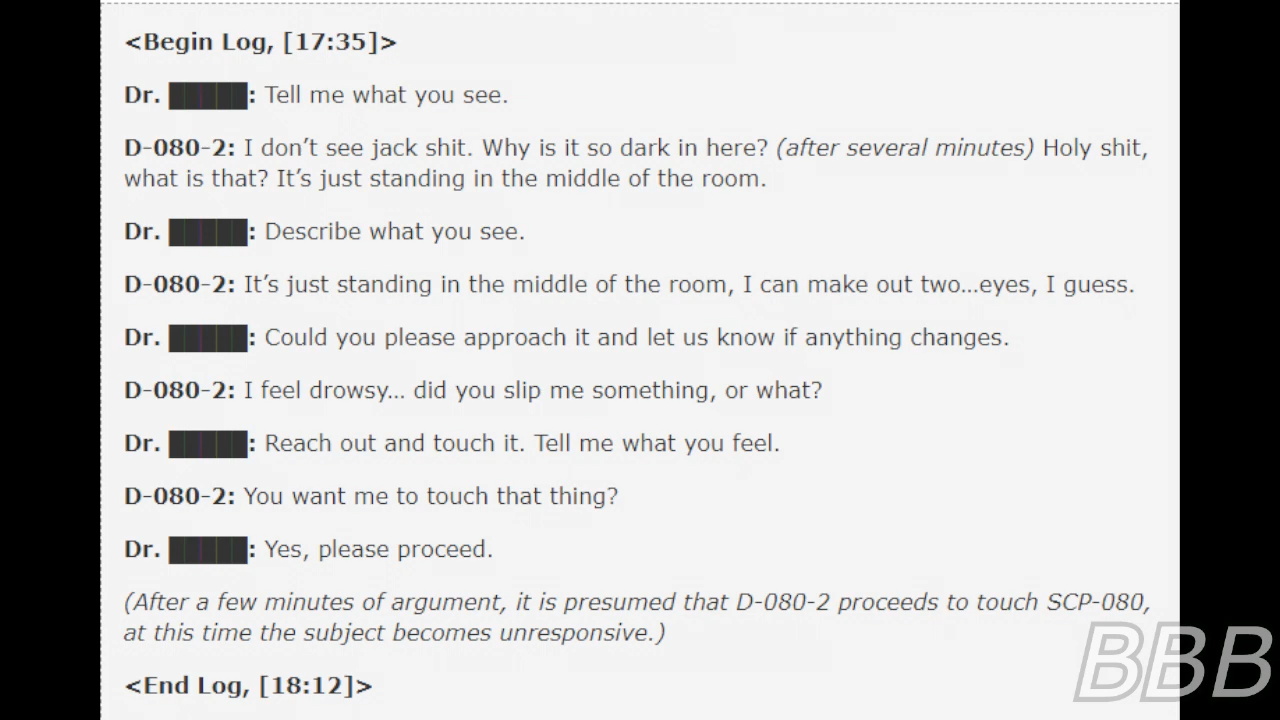 <Begin Log, [17:35]>
Dr. █████: Tell me what you see.
D-080-2: I don’t see jack shit. Why is it so dark in here? (after several minutes) Holy shit,
what is that? It’s just standing in the middle of the room.
Dr. █████: Describe what you see.
D-080-2: It’s just standing in the middle of the room, I can make out two…eyes, I guess.
Dr. █████: Could you please approach it and let us know if anything changes.
D-080-2: I feel drowsy… did you slip me something, or what?
Dr. █████: Reach out and touch it. Tell me what you feel.
D-080-2: You want me to touch that thing?
Dr. █████: Yes, please proceed.
(After a few minutes of argument, it is presumed that D-080-2 proceeds to touch SCP-080,
at this time the subject becomes unresponsive.)
<End Log, [18:12]>
BBB